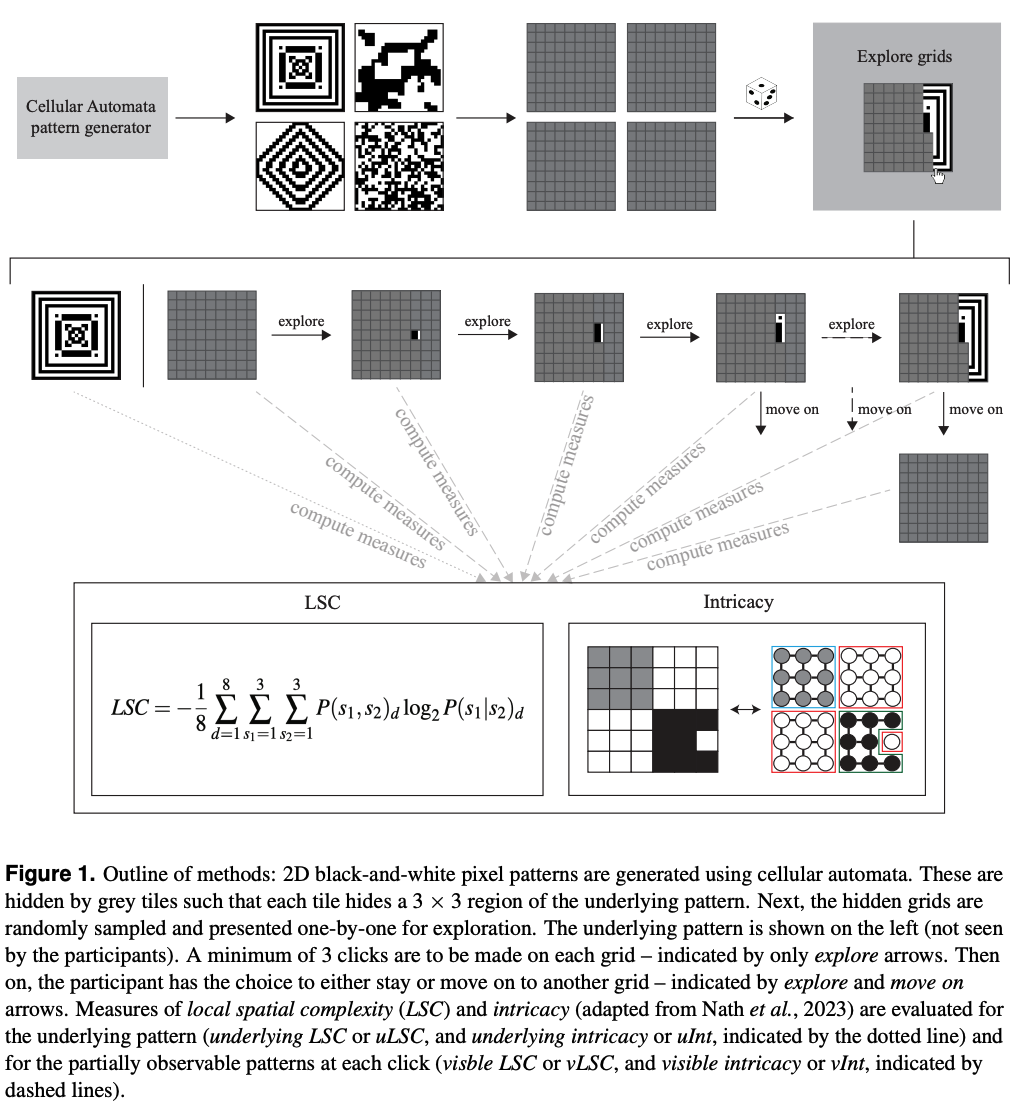 Cellular Automata
pattern generator
Explore grids
explore
explore
explore
explore
move on
move on
move on
compute measures
compute measures
compute measures
compute measures
compute measures
compute measures
compute measures
LSC
Intricacy
LSC = −\frac{1}{8} \sum_{d=1}^{8} \sum_{s_1=1}^{3} \sum_{s_2=1}^{3} P(s_1,s_2)_d \log_2 P(s_1|s_2)_d
Figure 1. Outline of methods: 2D black-and-white pixel patterns are generated using cellular automata. These are
hidden by grey tiles such that each tile hides a 3 × 3 region of the underlying pattern. Next, the hidden grids are
randomly sampled and presented one-by-one for exploration. The underlying pattern is shown on the left (not seen
by the participants). A minimum of 3 clicks are to be made on each grid – indicated by only explore arrows. Then
on, the participant has the choice to either stay or move on to another grid – indicated by explore and move on
arrows. Measures of local spatial complexity (LSC) and intricacy (adapted from Nath et al., 2023) are evaluated for
the underlying pattern (underlying LSC or uLSC, and underlying intricacy or uInt, indicated by the dotted line) and
for the partially observable patterns at each click (visble LSC or vLSC, and visible intricacy or vInt, indicated by
dashed lines).